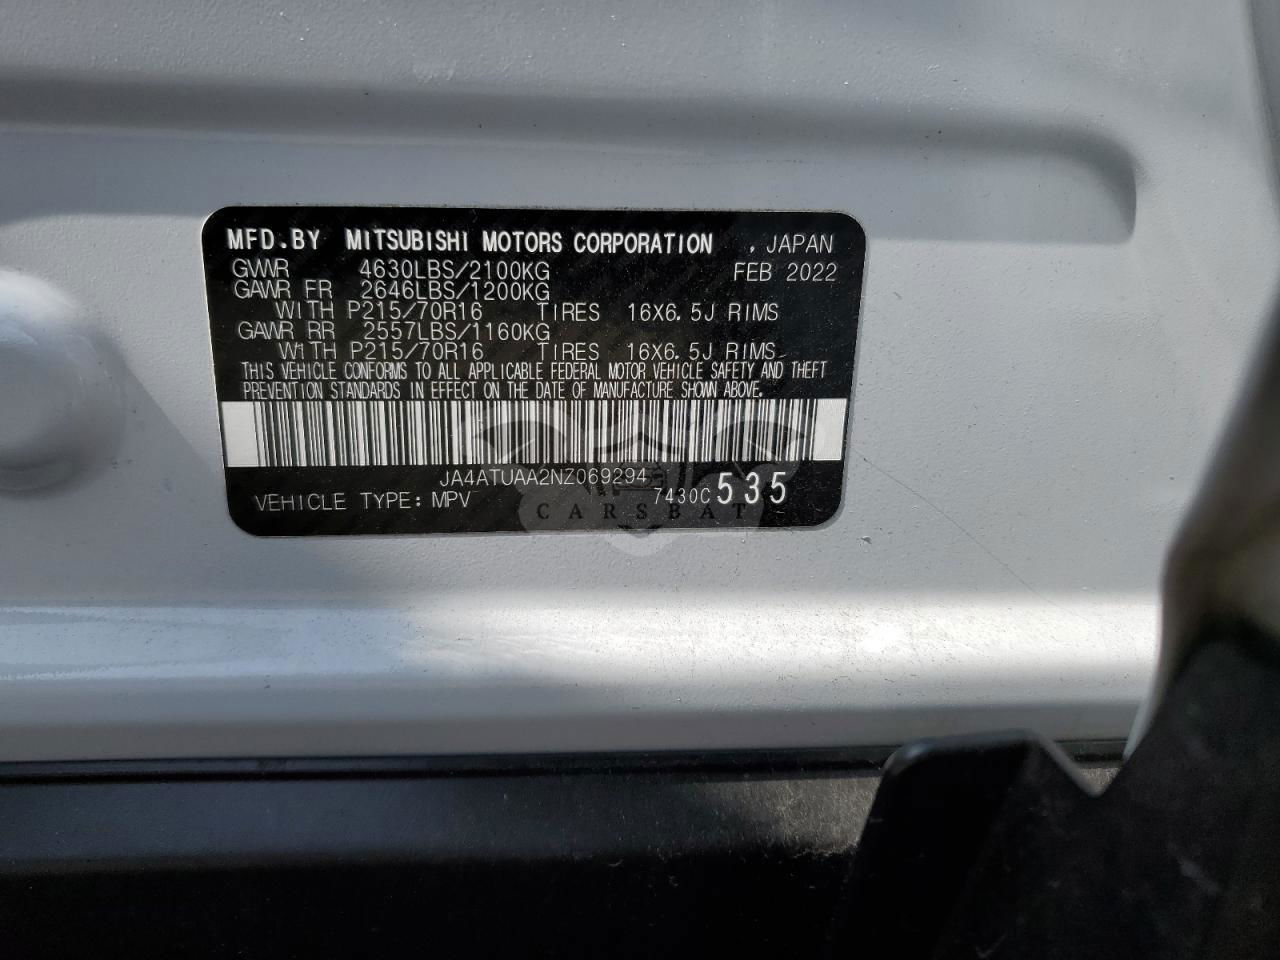 MFD.BY MITSUBISHI MOTORS CORPORATION , JAPAN
GVWR 4630LBS/2100KG FEB 2022
GAWR FR 2646LBS/1200KG
WITH P215/70R16 TIRES 16X6.5J RIMS
GAWR RR 2557LBS/1160KG
WITH P215/70R16 TIRES 16X6.5J RIMS
THIS VEHICLE CONFORMS TO ALL APPLICABLE FEDERAL MOTOR VEHICLE SAFETY AND THEFT
PREVENTION STANDARDS IN EFFECT ON THE DATE OF MANUFACTURE SHOWN ABOVE.
JA4ATUAA2NZ069294
VEHICLE TYPE: MPV 7430C 535
CARSBAT